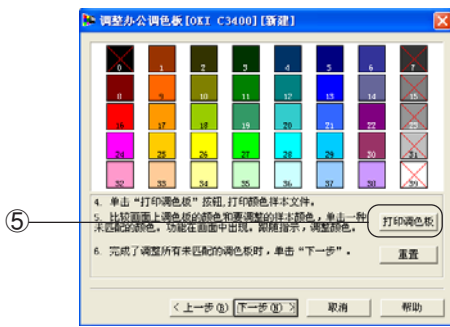 调整办公调色板[OKI C3400][新建]
0 1 2 3 4 5 6 7
8 9 10 11 12 13 14 15
16 17 18 19 20 21 22 23
24 25 26 27 28 29 30 31
32 33 34 35 36 37 38 39
4. 单击“打印调色板”按钮,打印颜色样本文件。
5. 比较画面上调色板的颜色和要调整的样本颜色，单击一种
未匹配的颜色。功能在画面中出现。跟随指示，调整颜色。
⑤
打印调色板
6. 完成了调整所有未匹配的调色板时，单击“下一步”。
重置
< 上一步(B)
下一步(N) >
取消
帮助